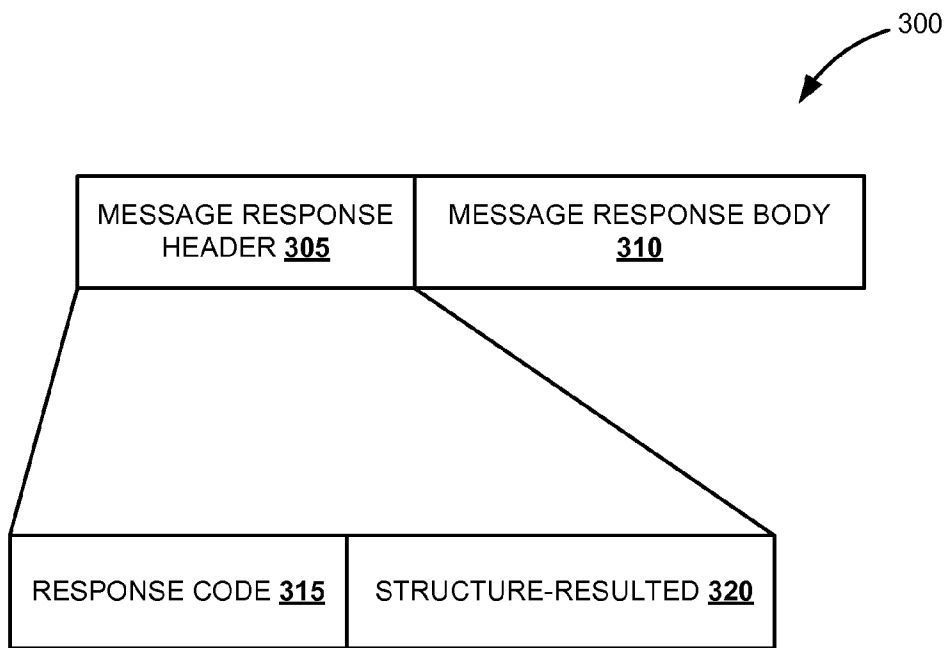 300
MESSAGE RESPONSE
HEADER 305
MESSAGE RESPONSE BODY
310
RESPONSE CODE 315
STRUCTURE-RESULTED 320